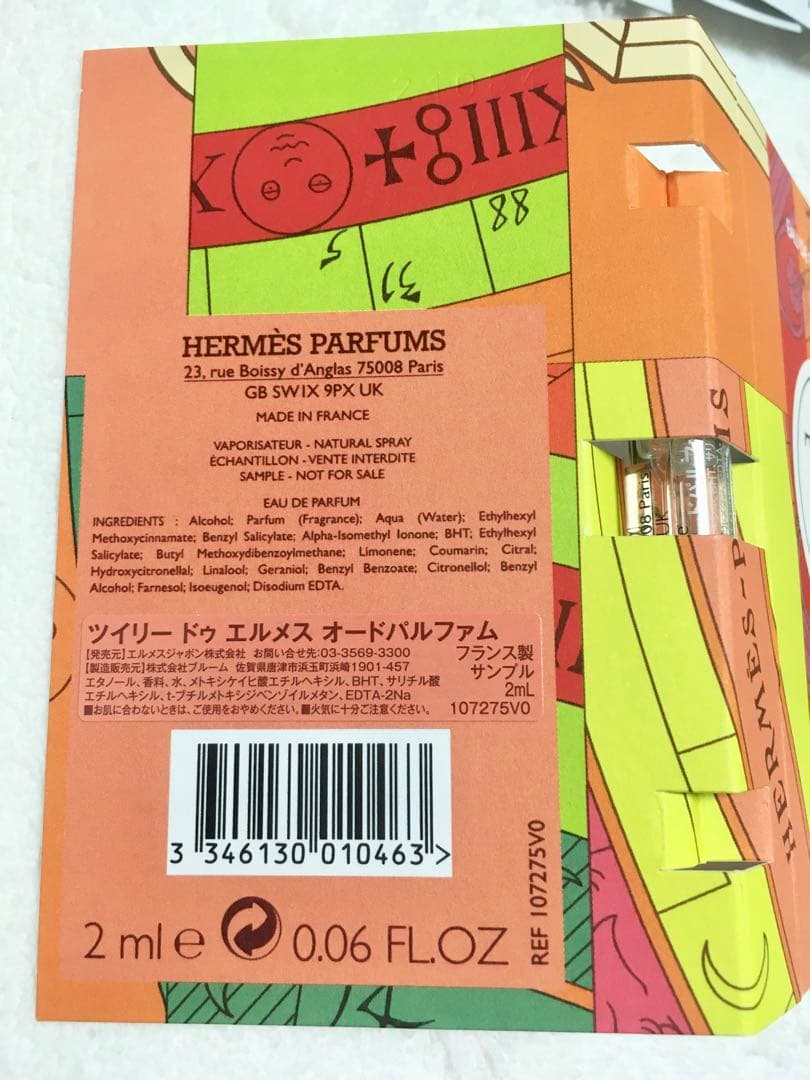 X IIIX
5 31 88
HERMÈS PARFUMS
23, rue Boissy d'Anglas 75008 Paris
GB SW1X 9PX UK
MADE IN FRANCE
VAPORISATEUR - NATURAL SPRAY
ÉCHANTILLON - VENTE INTERDITE
SAMPLE - NOT FOR SALE
EAU DE PARFUM
INGREDIENTS : Alcohol; Parfum (Fragrance); Aqua (Water); Ethylhexyl
Methoxycinnamate; Benzyl Salicylate; Alpha-Isomethyl Ionone; BHT; Ethylhexyl
Salicylate; Butyl Methoxydibenzoylmethane; Limonene; Coumarin; Citral;
Hydroxycitronellal; Linalool; Geraniol; Benzyl Benzoate; Citronellol; Benzyl
Alcohol; Farnesol; Isoeugenol; Disodium EDTA.
ツイリー ドゥ エルメス オードパルファム
【発売元】エルメスジャポン株式会社 お問い合せ先:03-3569-3300
【製造販売元】株式会社ブルーム 佐賀県唐津市浜玉町浜崎1901-457
エタノール、香料、水、メトキシケイヒ酸エチルヘキシル、BHT、サリチル酸
エチルヘキシル、t-ブチルメトキシジベンゾイルメタン、EDTA-2Na
■お肌に合わないときは、ご使用をおやめください。■火気に十分ご注意ください。
フランス製
サンプル
2mL
107275V0
3 346130 010463 >
2 ml e 0.06 FL.OZ
REF 107275V0
08 Paris
UK
HERMÈS-P
IS